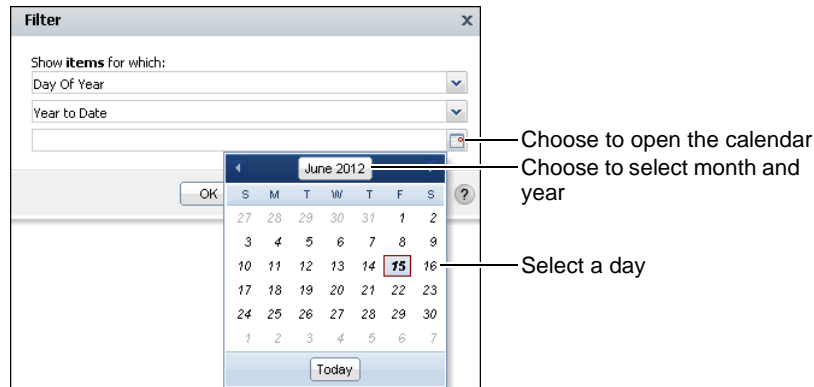 Filter x
Show items for which:
Day Of Year
Year to Date
Choose to open the calendar
June 2012
Choose to select month and
year
OK
?
S M T W T F S
27 28 29 30 31 1 2
3 4 5 6 7 8 9
10 11 12 13 14 15 16
Select a day
17 18 19 20 21 22 23
24 25 26 27 28 29 30
1 2 3 4 5 6 7
Today